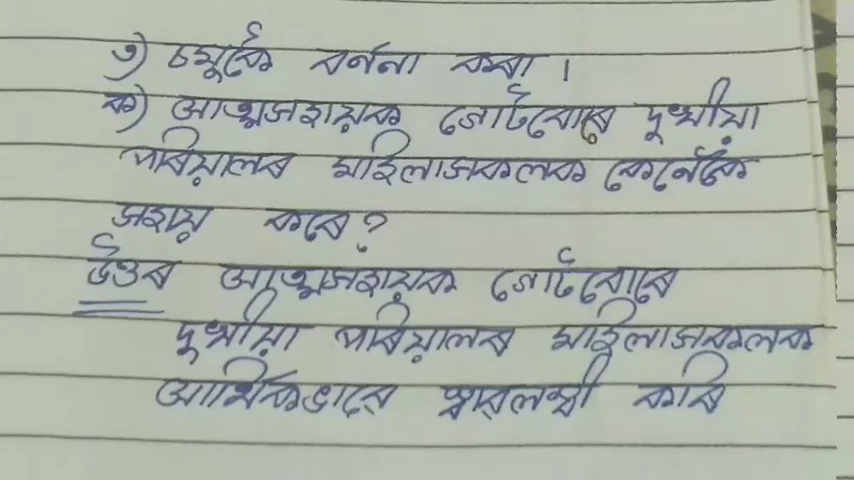 ৩) চমুকৈ বৰ্ণনা কৰা ।
ক) আত্মসহায়ক গোটবোৰে দুখীয়া
পৰিয়ালৰ মহিলাসকলক কেনেকৈ
সহায় কৰে?
উত্তৰ আত্মসহায়ক গোটবোৰে
দুখীয়া পৰিয়ালৰ মহিলাসকলক
আৰ্থিকভাৱে স্বাৱলম্বী কৰি